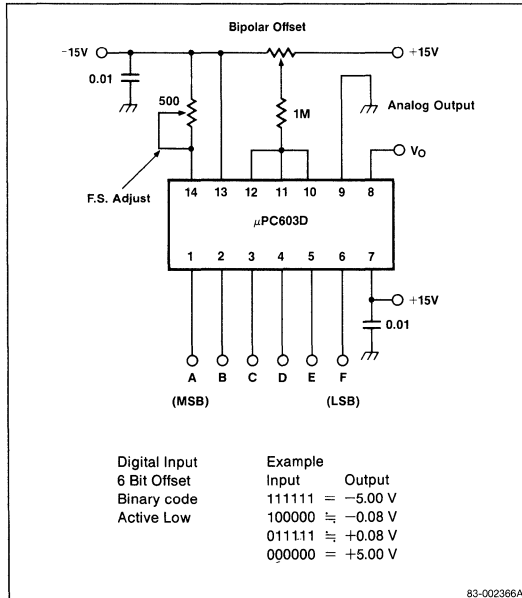 Bipolar Offset
-15V
+15V
0.01
500
1M
Analog Output
VO
F.S. Adjust
14 13 12 11 10 9 8
μPC603D
1 2 3 4 5 6 7
+15V
0.01
A B C D E F
(MSB) (LSB)
Digital Input Example
6 Bit Offset Input Output
Binary code 111111 = −5.00 V
Active Low 100000 ≒ −0.08 V
011111 ≒ +0.08 V
000000 = +5.00 V
83-002366A